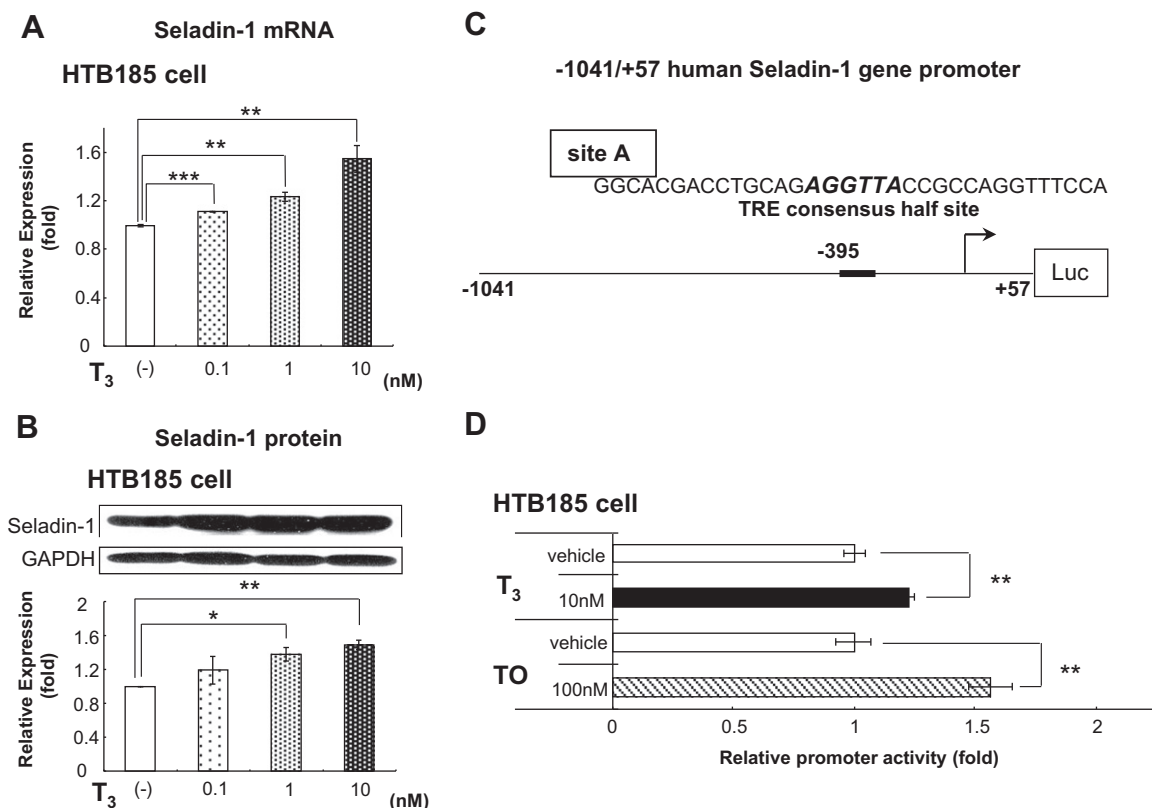 A
Seladin-1 mRNA
HTB185 cell
**
**
***
Relative Expression
(fold)
1.6
1.2
0.8
0.4
0
T3 (-) 0.1 1 10 (nM)
B
Seladin-1 protein
HTB185 cell
Seladin-1
GAPDH
**
*
Relative Expression
(fold)
2
1.6
1.2
0.8
0.4
0
T3 (-) 0.1 1 10 (nM)
C
-1041/+57 human Seladin-1 gene promoter
site A
GGCACGACCTGCAGAGGTTACCGCCAGGTTTCCA
TRE consensus half site
-395
-1041
+57
Luc
D
HTB185 cell
T3
vehicle
10nM
**
TO
vehicle
100nM
**
0 0.5 1 1.5 2
Relative promoter activity (fold)